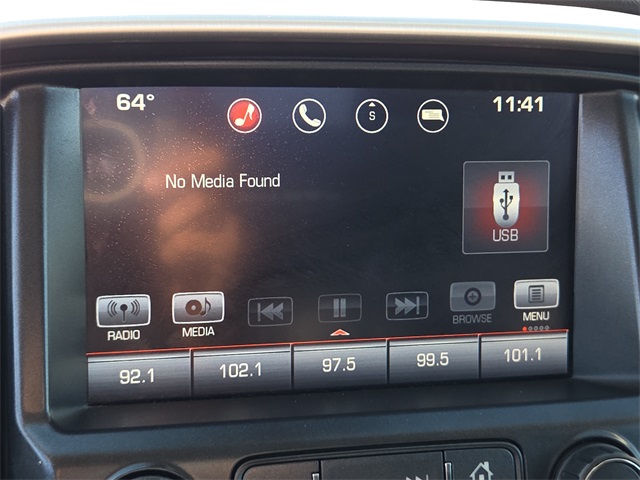 64° 11:41
S
No Media Found
USB
RADIO MEDIA BROWSE MENU
92.1 102.1 97.5 99.5 101.1